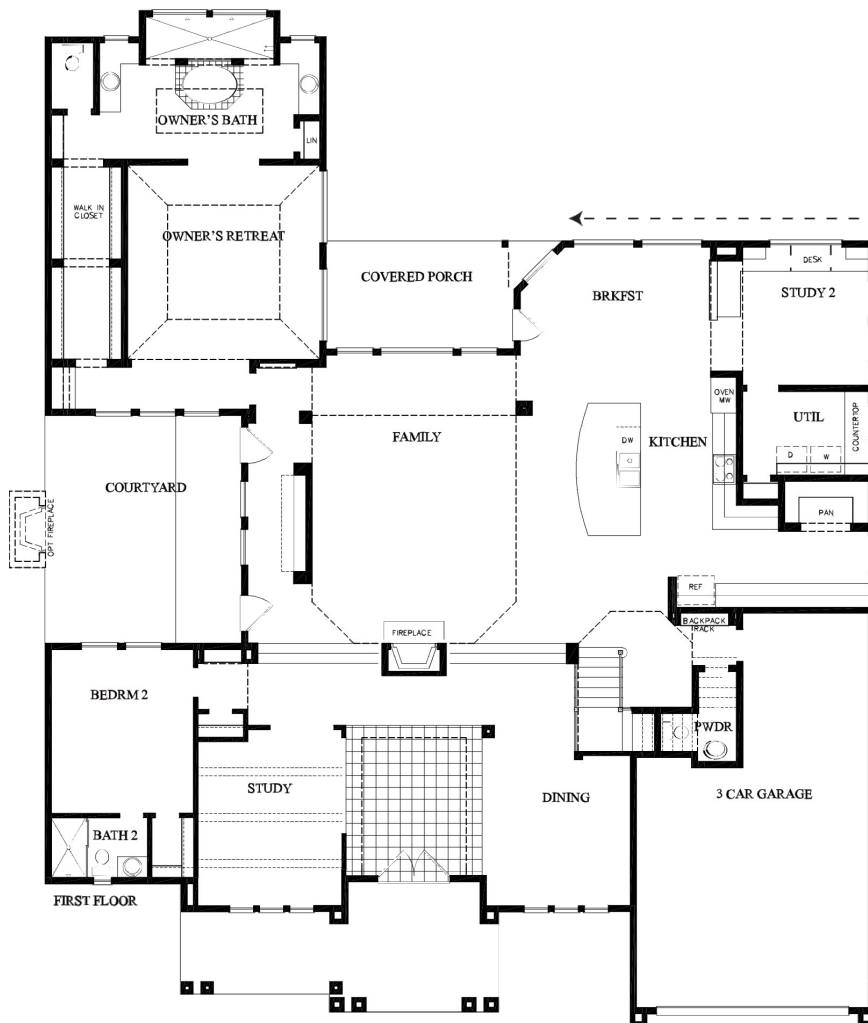 OWNER'S BATH
LIN
WALK IN
CLOSET
OWNER'S RETREAT
COVERED PORCH
BRKFST
DESK
STUDY 2
OVEN
MW
UTIL
COUNTERTOP
FAMILY
DW
KITCHEN
D
W
COURTYARD
OPT FIREPLACE
PAN
REF
BACKPACK
RACK
FIREPLACE
BEDRM 2
PWDR
STUDY
DINING
3 CAR GARAGE
BATH 2
FIRST FLOOR